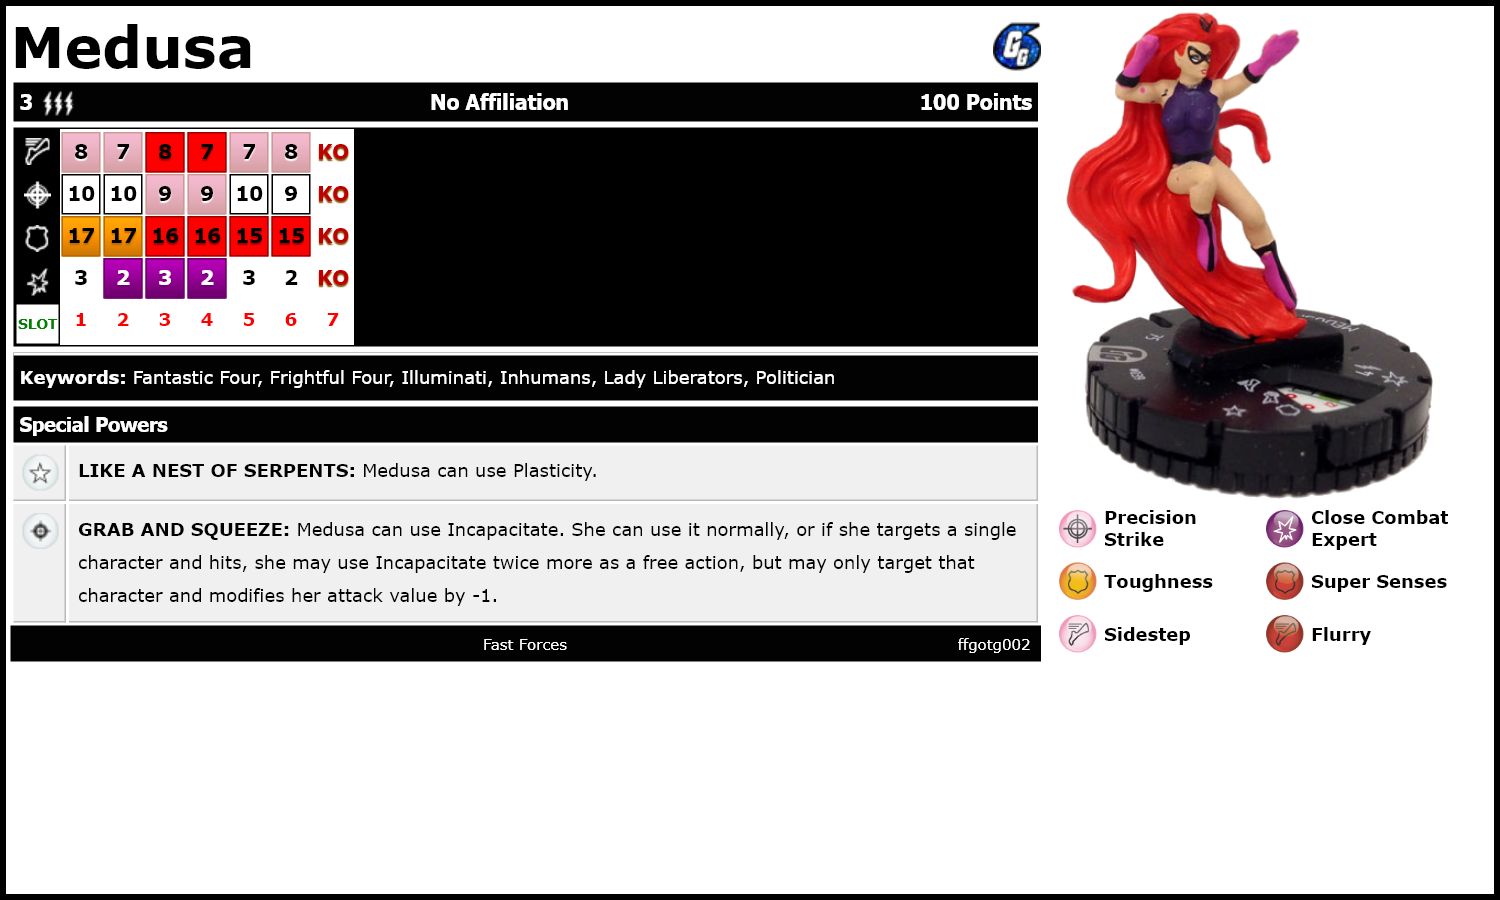 Medusa
GG
3 No Affiliation 100 Points
8 7 8 7 7 8 KO
10 10 9 9 10 9 KO
17 17 16 16 15 15 KO
3 2 3 2 3 2 KO
SLOT 1 2 3 4 5 6 7
Keywords: Fantastic Four, Frightful Four, Illuminati, Inhumans, Lady Liberators, Politician
Special Powers
LIKE A NEST OF SERPENTS: Medusa can use Plasticity.
GRAB AND SQUEEZE: Medusa can use Incapacitate. She can use it normally, or if she targets a single
character and hits, she may use Incapacitate twice more as a free action, but may only target that
character and modifies her attack value by -1.
Fast Forces ffgotg002
MEDUSA
Precision
Strike
Close Combat
Expert
Toughness
Super Senses
Sidestep
Flurry